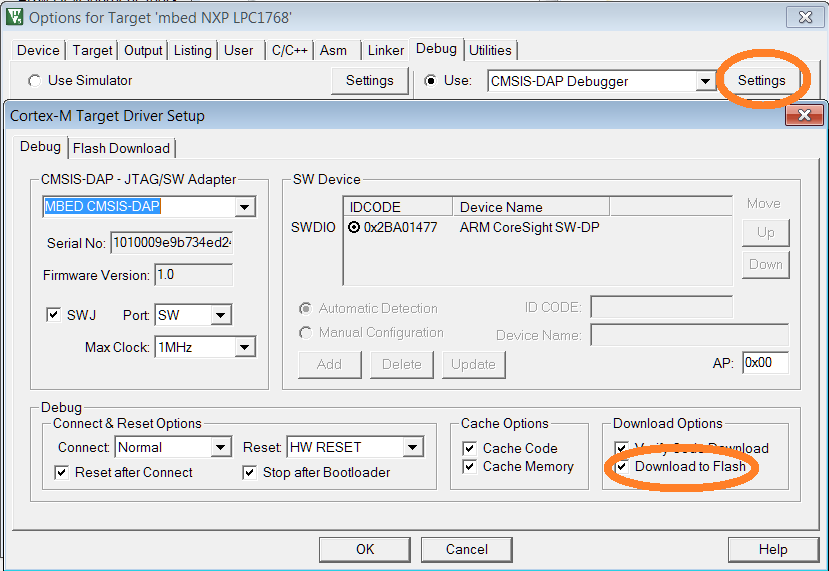 Options for Target 'mbed NXP LPC1768'
Device Target Output Listing User C/C++ Asm Linker Debug Utilities
Use Simulator Settings Use: CMSIS-DAP Debugger Settings
Cortex-M Target Driver Setup
Debug Flash Download
CMSIS-DAP - JTAG/SW Adapter
MBED CMSIS-DAP
Serial No: 1010009e9b734ed24
Firmware Version: 1.0
SWJ Port: SW
Max Clock: 1MHz
SW Device
IDCODE Device Name
SWDIO 0x2BA01477 ARM CoreSight SW-DP
Move
Up
Down
Automatic Detection ID CODE:
Manual Configuration Device Name:
Add Delete Update AP: 0x00
Debug
Connect & Reset Options
Connect: Normal Reset: HW RESET
Reset after Connect Stop after Bootloader
Cache Options
Cache Code
Cache Memory
Download Options
Verify Code Download
Download to Flash
OK Cancel Help